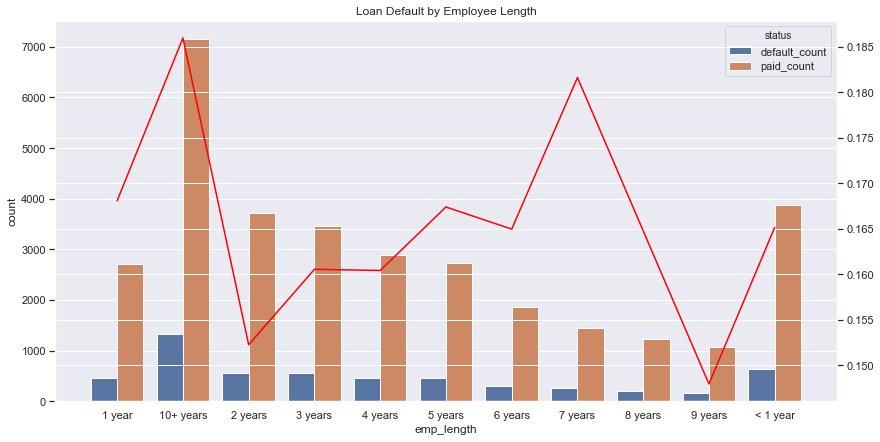 Loan Default by Employee Length
status
default_count
paid_count
7000
6000
5000
4000
3000
2000
1000
0
count
0.185
0.180
0.175
0.170
0.165
0.160
0.155
0.150
1 year 10+ years 2 years 3 years 4 years 5 years 6 years 7 years 8 years 9 years < 1 year
emp_length